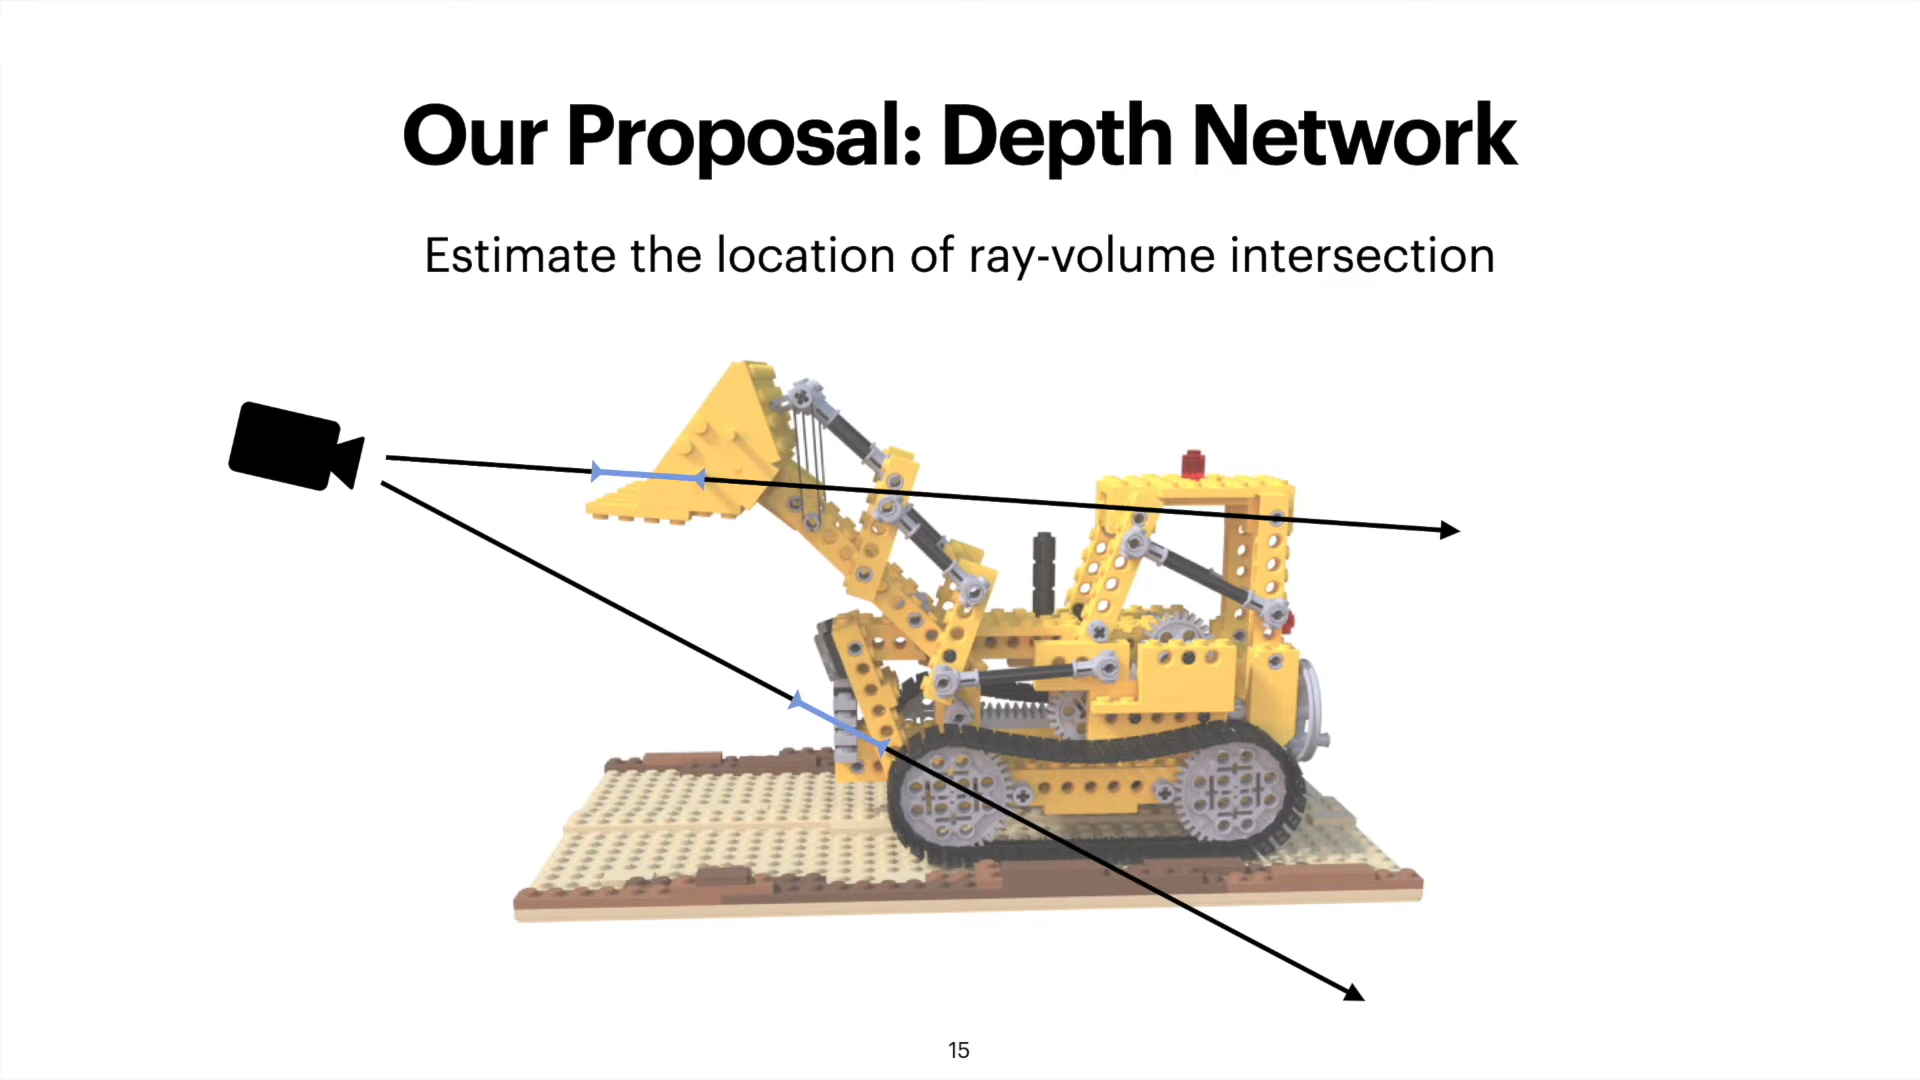 Our Proposal: Depth Network
Estimate the location of ray-volume intersection
15